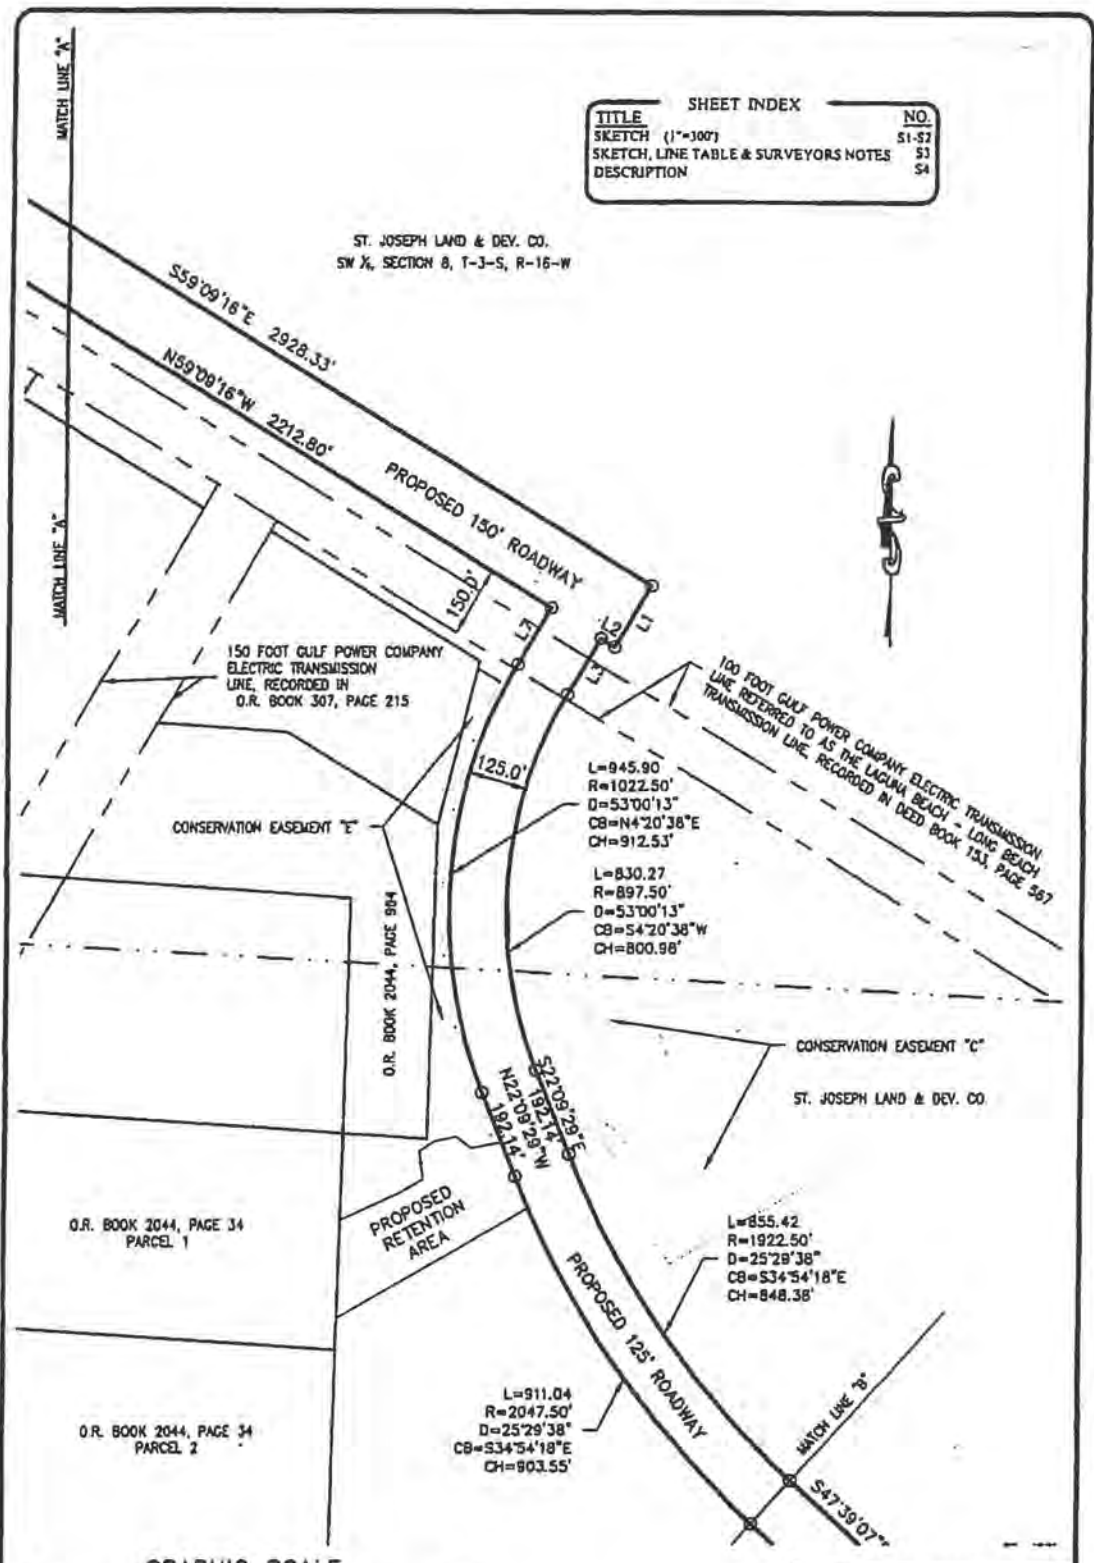 MATCH LINE "A"
MATCH LINE "A"
SHEET INDEX
TITLE NO.
SKETCH (1"=300') S1-S2
SKETCH, LINE TABLE & SURVEYORS NOTES S3
DESCRIPTION S4
ST. JOSEPH LAND & DEV. CO.
SW ¼, SECTION 8, T-3-S, R-16-W
S59°09'16"E 2928.33'
N59°09'16"W 2212.80'
PROPOSED 150' ROADWAY
150.0'
L2
L1
L3
150 FOOT GULF POWER COMPANY
ELECTRIC TRANSMISSION
LINE, RECORDED IN
O.R. BOOK 307, PAGE 215
100 FOOT GULF POWER COMPANY ELECTRIC TRANSMISSION
LINE REFERRED TO AS THE LAGUNA BEACH - LONG BEACH
TRANSMISSION LINE, RECORDED IN DEED BOOK 153, PAGE 567
125.0'
L=945.90
R=1022.50'
D=53°00'13"
CB=N4°20'38"E
CH=912.53'
L=830.27
R=897.50'
D=53°00'13"
CB=S4°20'38"W
CH=800.98'
CONSERVATION EASEMENT "E"
O.R. BOOK 2044, PAGE 984
CONSERVATION EASEMENT "C"
ST. JOSEPH LAND & DEV. CO.
S22°09'29"E
192.14'
N22°09'29"W
192.14'
PROPOSED
RETENTION
AREA
O.R. BOOK 2044, PAGE 34
PARCEL 1
L=855.42
R=1922.50'
D=25°29'38"
CB=S34°54'18"E
CH=848.38'
PROPOSED 125' ROADWAY
L=911.04
R=2047.50'
D=25°29'38"
CB=S34°54'18"E
CH=903.55'
O.R. BOOK 2044, PAGE 34
PARCEL 2
MATCH LINE "B"
S47°39'07"
GRAPHIC SCALE